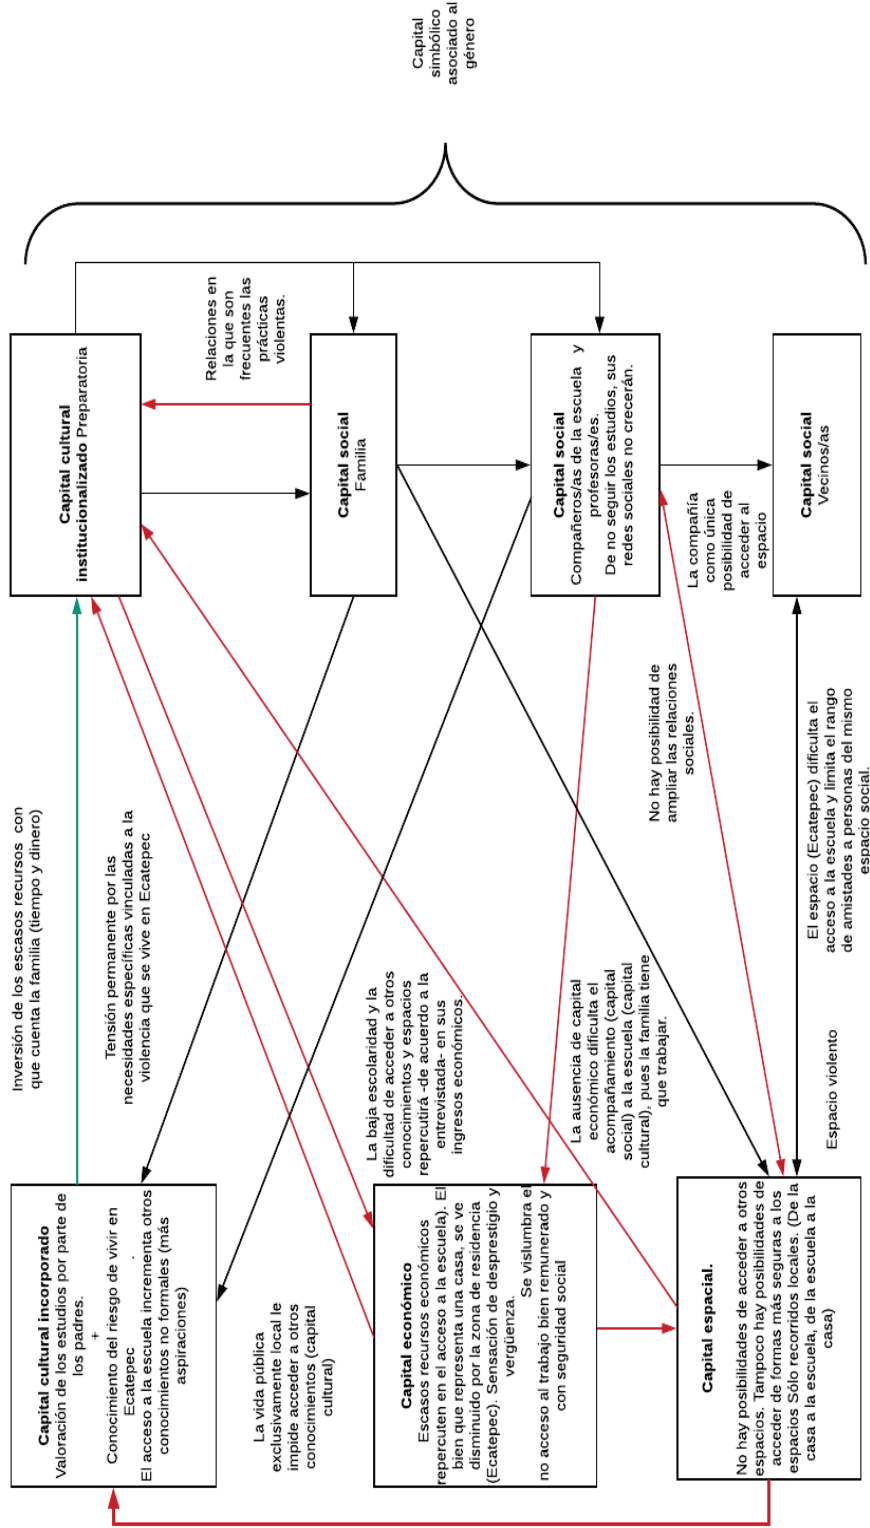 Capital cultural incorporado
Valoración de los estudios por parte de
los padres.
+
Conocimiento del riesgo de vivir en
Ecatepec
.
El acceso a la escuela incrementa otros
conocimientos no formales (más
aspiraciones)
Inversión de los escasos recursos con
que cuenta la familia (tiempo y dinero)
Tensión permanente por las
necesidades específicas vinculadas a la
violencia que se vive en Ecatepec
Capital cultural
institucionalizado Preparatoria
Relaciones en
la que son
frecuentes las
prácticas
violentas.
La vida pública
exclusivamente local le
impide acceder a otros
conocimientos (capital
cultural)
Capital social
Familia
Capital económico
Escasos recursos económicos
repercuten en el acceso a la escuela). El
bien que representa una casa, se ve
disminuido por la zona de residencia
(Ecatepec). Sensación de desprestigio y
vergüenza.
Se vislumbra el
no acceso al trabajo bien remunerado y
con seguridad social
La baja escolaridad y la
dificultad de acceder a otros
conocimientos y espacios
repercutirá -de acuerdo a la
entrevistada- en sus
ingresos económicos.
La ausencia de capital
económico dificulta el
acompañamiento (capital
social) a la escuela (capital
cultural), pues la familia tiene
que trabajar.
Capital social
Compañeros/as de la escuela y
profesoras/es.
De no seguir los estudios, sus
redes sociales no crecerán.
No hay posibilidad de
ampliar las relaciones
sociales.
La compañía
como única
posibilidad de
acceder al
espacio
Capital espacial.
No hay posibilidades de acceder a otros
espacios. Tampoco hay posibilidades de
acceder de formas más seguras a los
espacios Sólo recorridos locales. (De la
casa a la escuela, de la escuela a la
casa)
Espacio violento
El espacio (Ecatepec) dificulta el
acceso a la escuela y limita el rango
de amistades a personas del mismo
espacio social.
Capital social
Vecinos/as
Capital
simbólico
asociado al
género